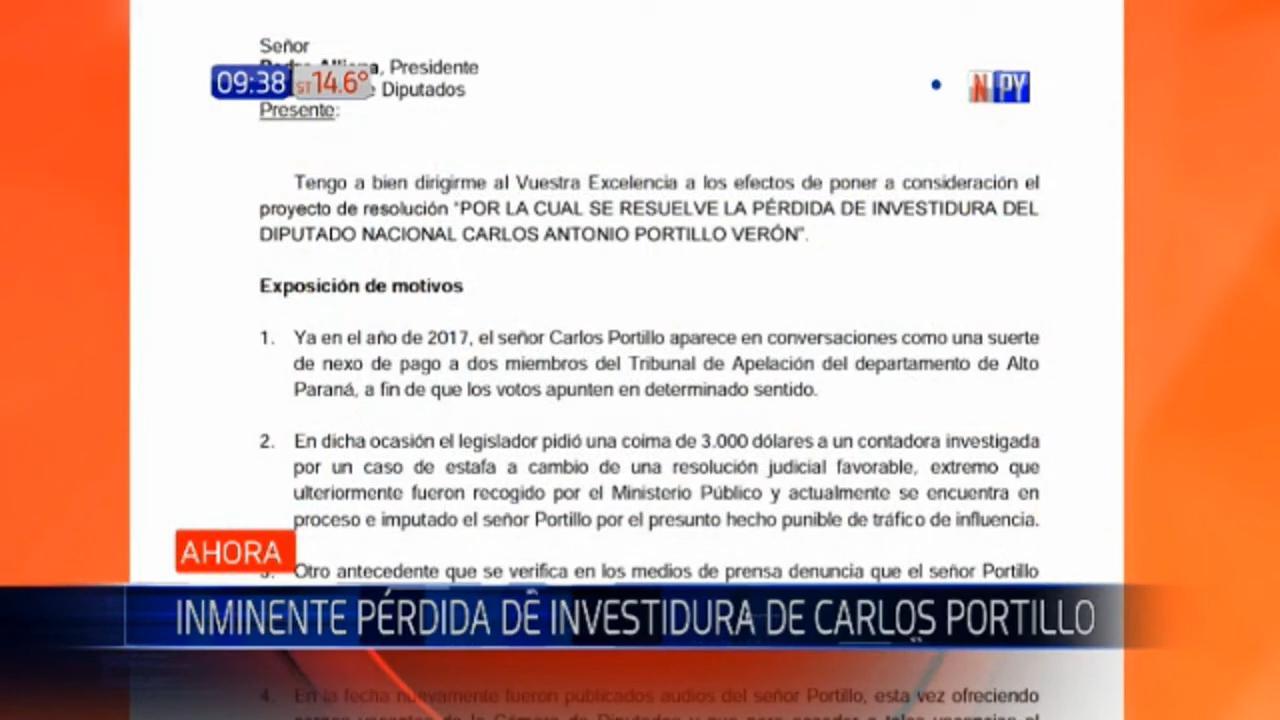 Señor
, Presidente
Diputados
Presente:
09:38 ST 14.6°
NPY
Tengo a bien dirigirme al Vuestra Excelencia a los efectos de poner a consideración el
proyecto de resolución "POR LA CUAL SE RESUELVE LA PÉRDIDA DE INVESTIDURA DEL
DIPUTADO NACIONAL CARLOS ANTONIO PORTILLO VERÓN".
Exposición de motivos
1. Ya en el año de 2017, el señor Carlos Portillo aparece en conversaciones como una suerte
de nexo de pago a dos miembros del Tribunal de Apelación del departamento de Alto
Paraná, a fin de que los votos apunten en determinado sentido.
2. En dicha ocasión el legislador pidió una coima de 3.000 dólares a un contadora investigada
por un caso de estafa a cambio de una resolución judicial favorable, extremo que
ulteriormente fueron recogido por el Ministerio Público y actualmente se encuentra en
proceso e imputado el señor Portillo por el presunto hecho punible de tráfico de influencia.
AHORA
3. Otro antecedente que se verifica en los medios de prensa denuncia que el señor Portillo
INMINENTE PÉRDIDA DE INVESTIDURA DE CARLOS PORTILLO
4. En la fecha nuevamente fueron publicados audios del señor Portillo, esta vez ofreciendo